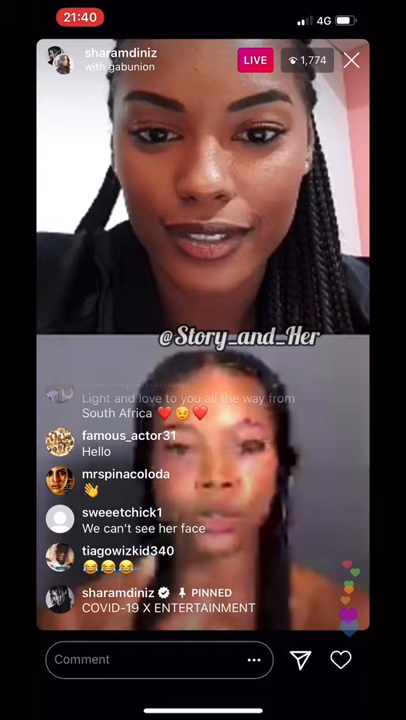 21:40
4G
sharamdiniz
with gabunion
LIVE
1,774
@Story_and_Her
Light and love to you all the way from
South Africa ❤️😉❤️
famous_actor31
Hello
mrspinacoloda
👋
sweeetchick1
We can't see her face
tiagowizkid340
😂😂😂
sharamdiniz PINNED
COVID-19 X ENTERTAINMENT
Comment